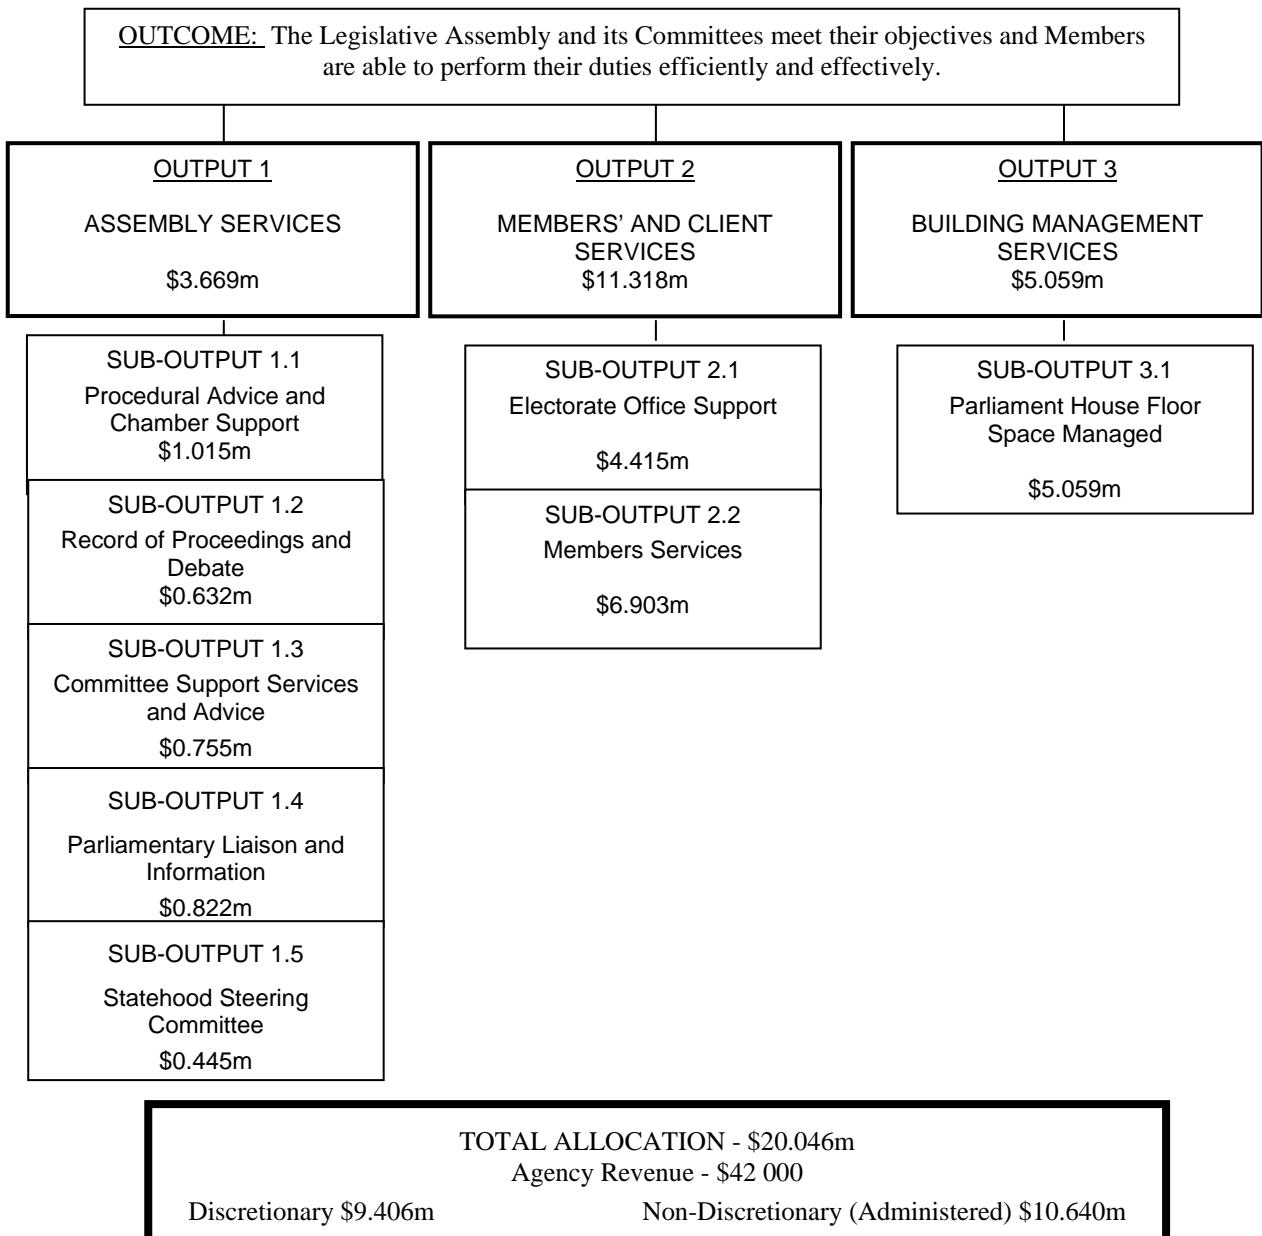 OUTCOME: The Legislative Assembly and its Committees meet their objectives and Members
are able to perform their duties efficiently and effectively.
OUTPUT 1
ASSEMBLY SERVICES
$3.669m
OUTPUT 2
MEMBERS’ AND CLIENT
SERVICES
$11.318m
OUTPUT 3
BUILDING MANAGEMENT
SERVICES
$5.059m
SUB-OUTPUT 1.1
Procedural Advice and
Chamber Support
$1.015m
SUB-OUTPUT 1.2
Record of Proceedings and
Debate
$0.632m
SUB-OUTPUT 1.3
Committee Support Services
and Advice
$0.755m
SUB-OUTPUT 1.4
Parliamentary Liaison and
Information
$0.822m
SUB-OUTPUT 1.5
Statehood Steering
Committee
$0.445m
SUB-OUTPUT 2.1
Electorate Office Support
$4.415m
SUB-OUTPUT 2.2
Members Services
$6.903m
SUB-OUTPUT 3.1
Parliament House Floor
Space Managed
$5.059m
TOTAL ALLOCATION - $20.046m
Agency Revenue - $42 000
Discretionary $9.406m Non-Discretionary (Administered) $10.640m